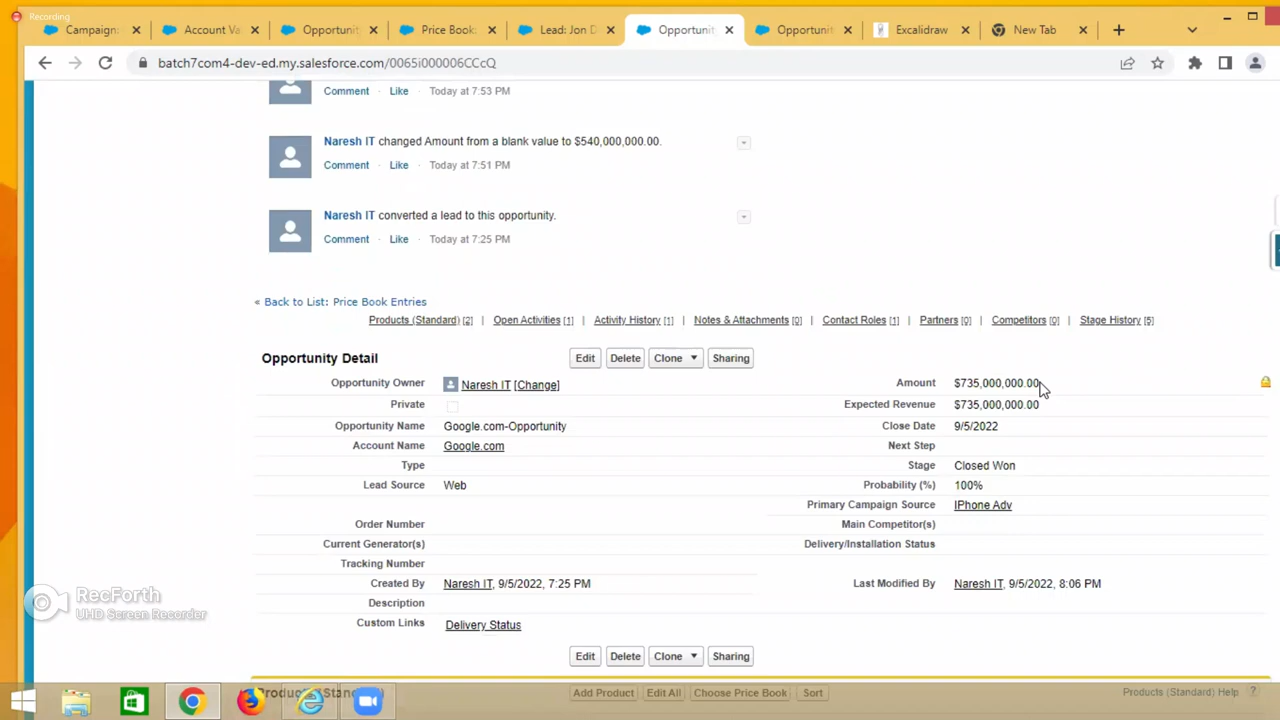 Recording
Campaign:
Account Va
Opportunit
Price Book:
Lead: Jon D
Opportunit
Opportunit
Excalidraw
New Tab
batch7com4-dev-ed.my.salesforce.com/0065i000006CCcQ
Comment · Like · Today at 7:53 PM
Naresh IT changed Amount from a blank value to $540,000,000.00.
Comment · Like · Today at 7:51 PM
Naresh IT converted a lead to this opportunity.
Comment · Like · Today at 7:25 PM
« Back to List: Price Book Entries
Products (Standard) [2] | Open Activities [1] | Activity History [1] | Notes & Attachments [0] | Contact Roles [1] | Partners [0] | Competitors [0] | Stage History [5]
Opportunity Detail
Edit Delete Clone Sharing
Opportunity Owner Naresh IT [Change] Amount $735,000,000.00
Private Expected Revenue $735,000,000.00
Opportunity Name Google.com-Opportunity Close Date 9/5/2022
Account Name Google.com Next Step
Type Stage Closed Won
Lead Source Web Probability (%) 100%
Primary Campaign Source IPhone Adv
Order Number Main Competitor(s)
Current Generator(s) Delivery/Installation Status
Tracking Number
Created By Naresh IT, 9/5/2022, 7:25 PM Last Modified By Naresh IT, 9/5/2022, 8:06 PM
Description
Custom Links Delivery Status
RecForth
UHD Screen Recorder
Edit Delete Clone Sharing
Add Product Edit All Choose Price Book Sort
Products (Standard) Help ?